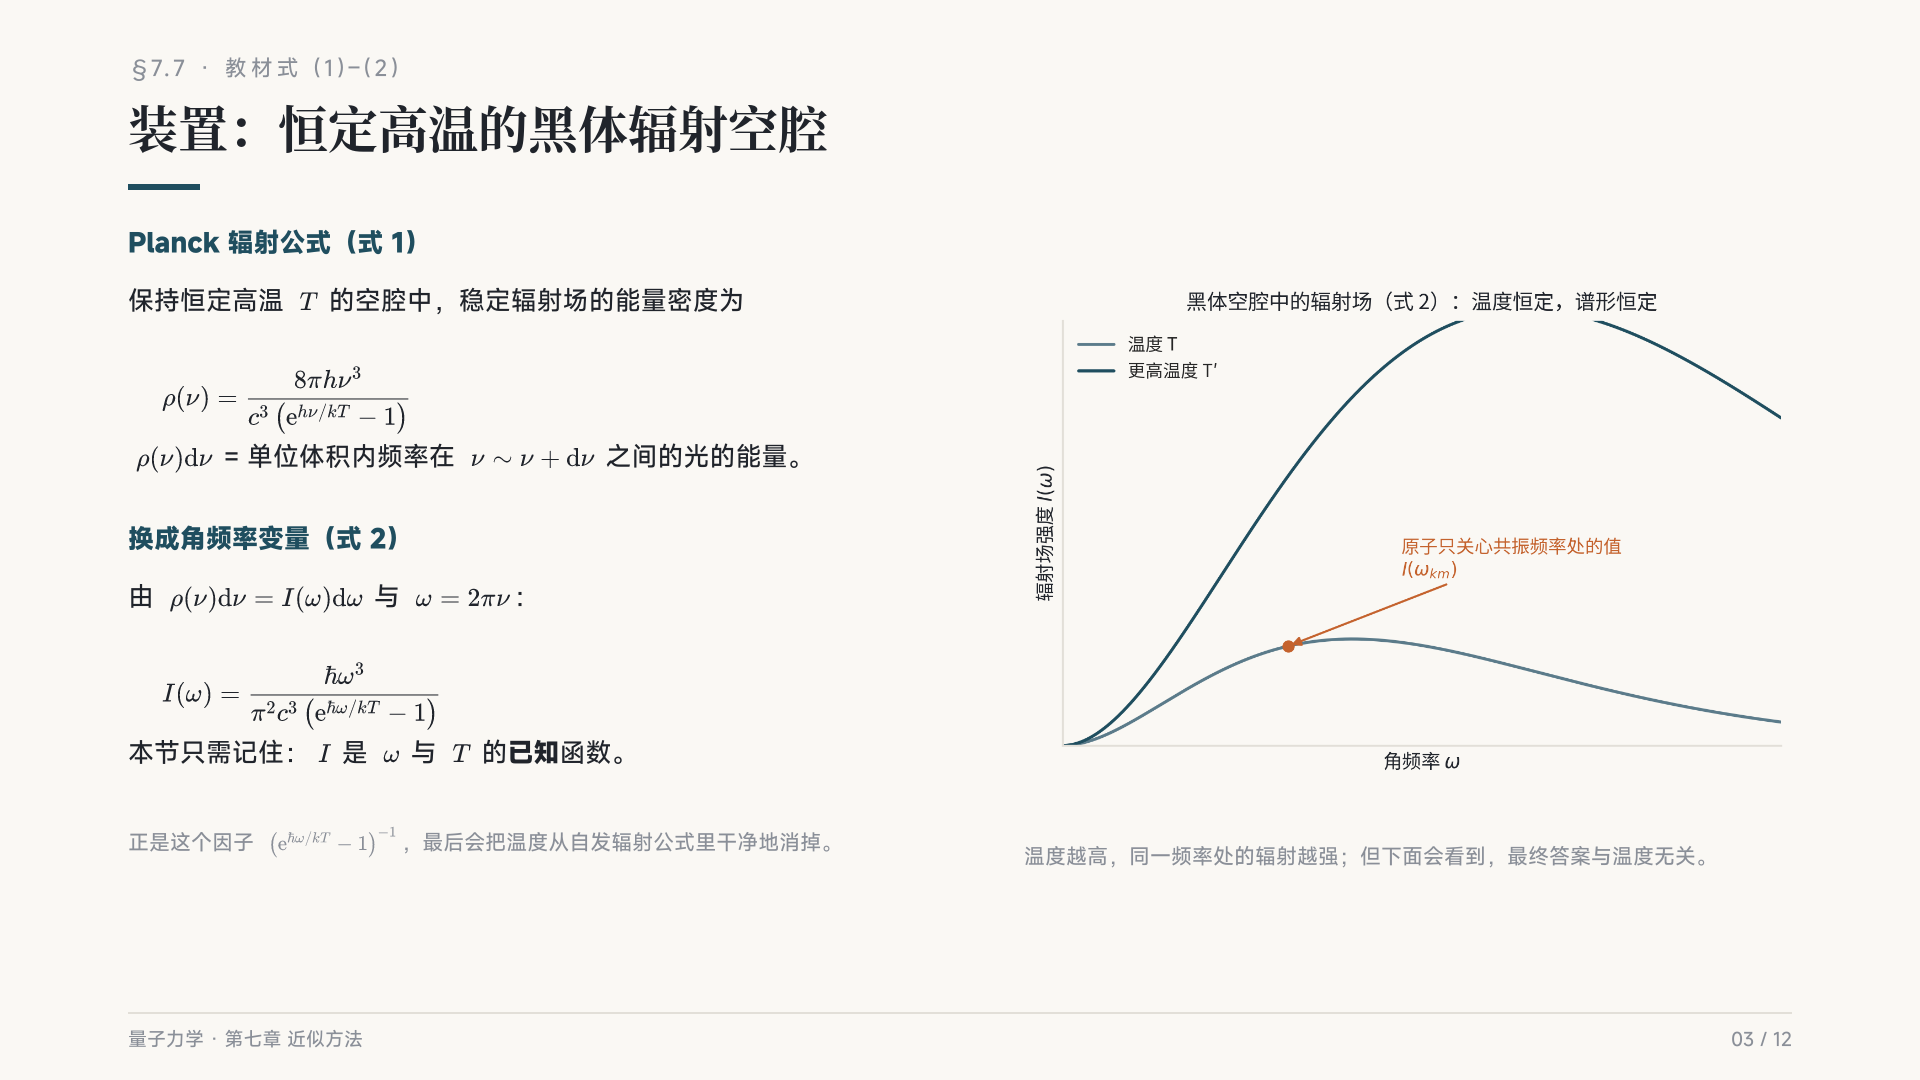 §7.7 · 教材式 (1)–(2)
装置：恒定高温的黑体辐射空腔
Planck 辐射公式（式 1）
保持恒定高温 T 的空腔中，稳定辐射场的能量密度为
ρ(ν) = 8πhν³ / c³ (e^{hν/kT} − 1)
ρ(ν)dν = 单位体积内频率在 ν ∼ ν + dν 之间的光的能量。
换成角频率变量（式 2）
由 ρ(ν)dν = I(ω)dω 与 ω = 2πν：
I(ω) = ħω³ / π²c³ (e^{ħω/kT} − 1)
本节只需记住： I 是 ω 与 T 的已知函数。
正是这个因子 (e^{ħω/kT} − 1)^{−1}，最后会把温度从自发辐射公式里干净地消掉。
黑体空腔中的辐射场（式 2）：温度恒定，谱形恒定
温度 T
更高温度 T′
辐射场强度 I(ω)
原子只关心共振频率处的值
I(ω_{km})
角频率 ω
温度越高，同一频率处的辐射越强；但下面会看到，最终答案与温度无关。
量子力学 · 第七章 近似方法
03 / 12